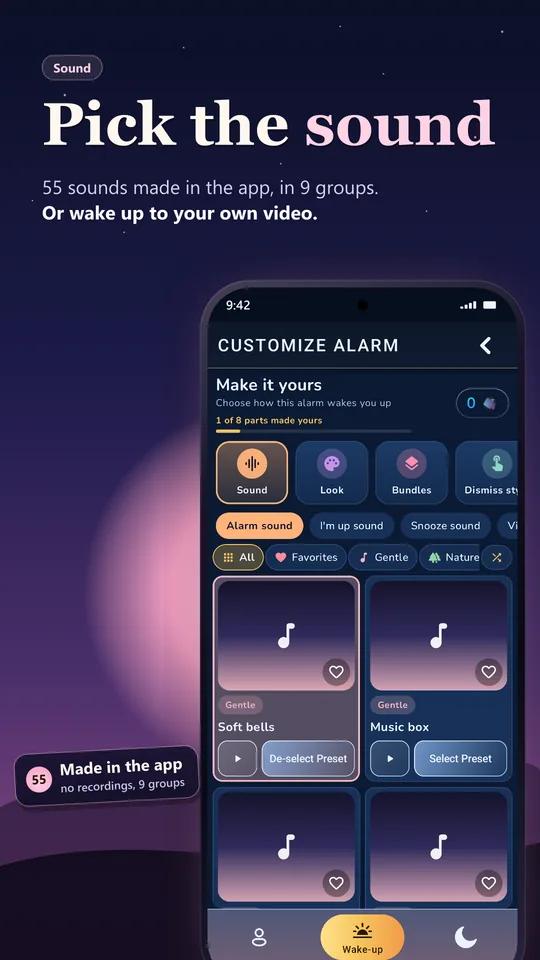 Sound
Pick the sound
55 sounds made in the app, in 9 groups.
Or wake up to your own video.
9:42
CUSTOMIZE ALARM
Make it yours
Choose how this alarm wakes you up
0
1 of 8 parts made yours
Sound
Look
Bundles
Dismiss sty
Alarm sound
I'm up sound
Snooze sound
Vi
All
Favorites
Gentle
Nature
Gentle
Soft bells
De-select Preset
Gentle
Music box
Select Preset
55
Made in the app
no recordings, 9 groups
Wake-up